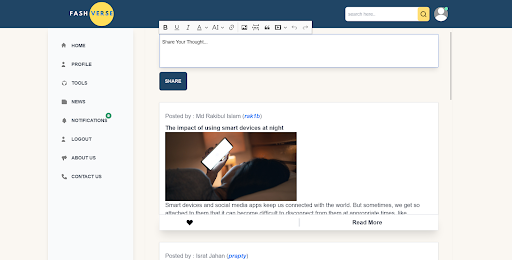 FASH VERSE
search here...
B U I A AI
Share Your Thought...
SHARE
HOME
PROFILE
TOOLS
NEWS
NOTIFICATIONS
LOGOUT
ABOUT US
CONTACT US
Posted by : Md Rakibul Islam (rak1b)
The impact of using smart devices at night
Smart devices and social media apps keep us connected with the world. But sometimes, we get so
attached to them that it can become difficult to disconnect from them at appropriate times, like
Read More
Posted by : Israt Jahan (prapty)